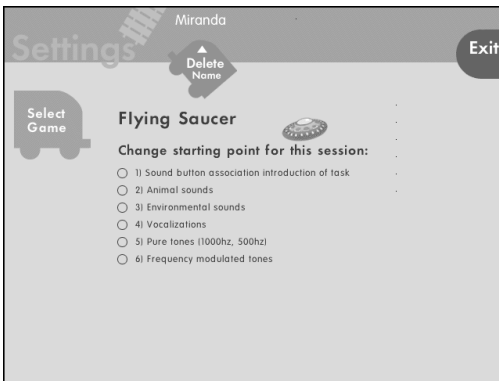 Miranda
Settings
Delete
Name
Exit
Select
Game
Flying Saucer
Change starting point for this session:
1) Sound button association introduction of task
2) Animal sounds
3) Environmental sounds
4) Vocalizations
5) Pure tones (1000hz, 500hz)
6) Frequency modulated tones